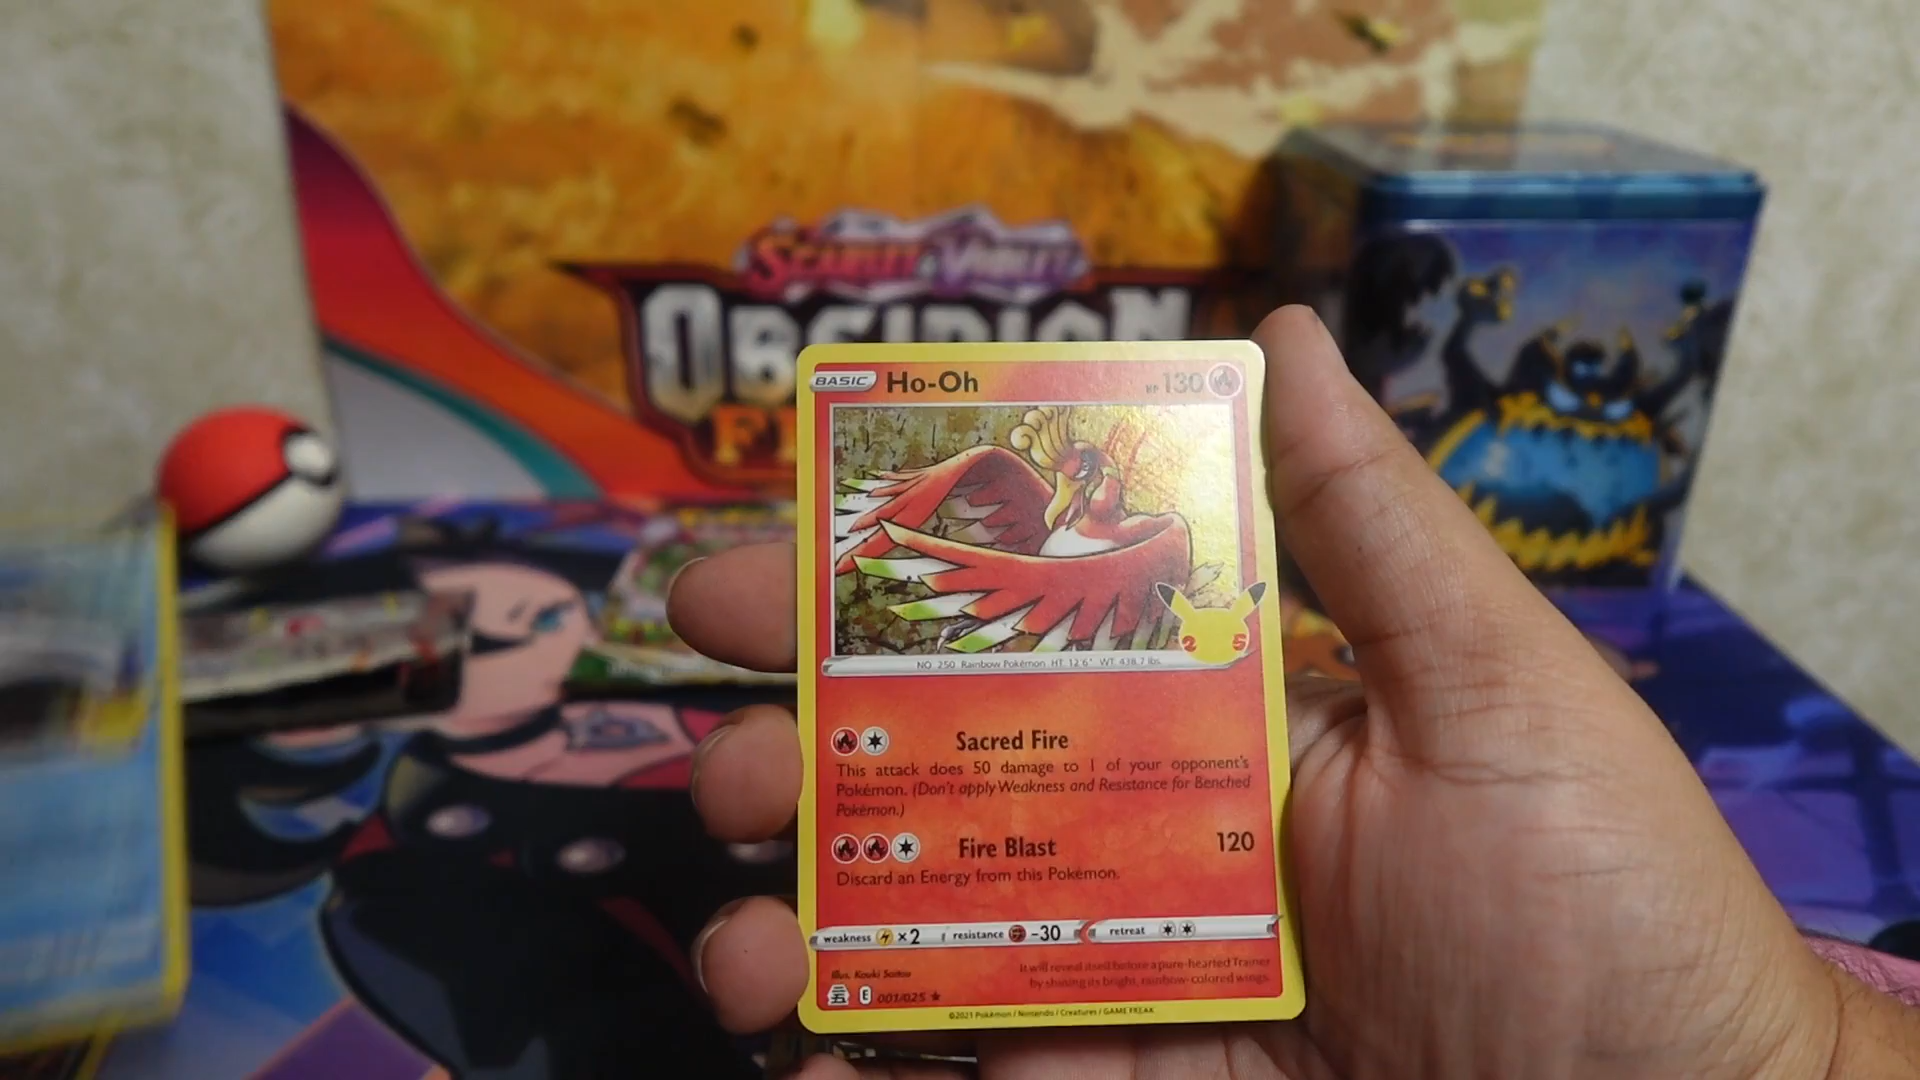 SCARLET & VIOLET
OBSIDIAN
BASIC Ho-Oh HP 130
25
NO. 250 Rainbow Pokémon HT: 12'6" WT: 438.7 lbs.
Sacred Fire
This attack does 50 damage to 1 of your opponent's
Pokémon. (Don't apply Weakness and Resistance for Benched
Pokémon.)
Fire Blast 120
Discard an Energy from this Pokémon.
weakness ×2 resistance -30 retreat
Illus. Kouki Saitou
It will reveal itself before a pure-hearted Trainer
by shining its bright, rainbow-colored wings.
E 001/025 ★
©2021 Pokémon / Nintendo / Creatures / GAME FREAK